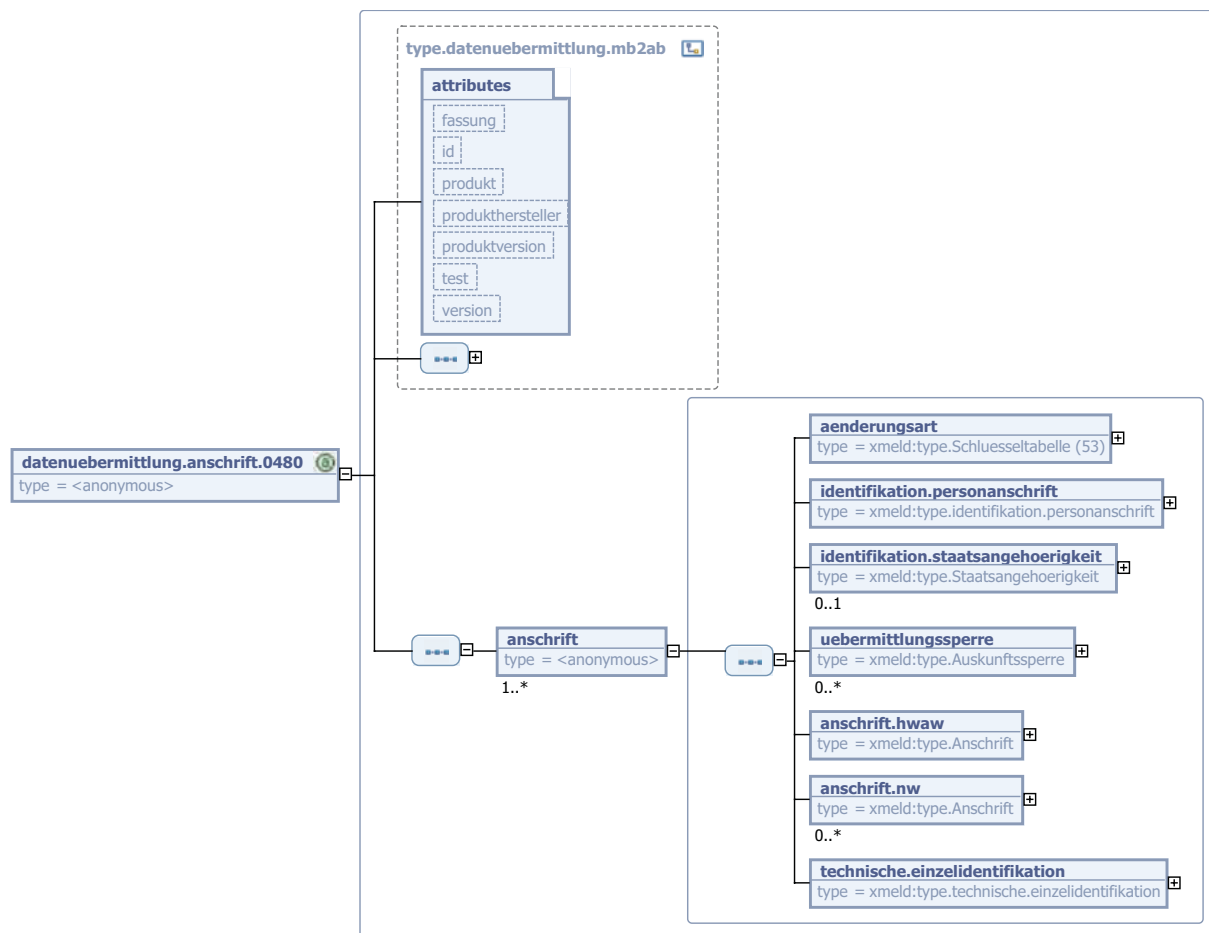 type.datenuebermittlung.mb2ab
attributes
fassung
id
produkt
produkthersteller
produktversion
test
version
datenuebermittlung.anschrift.0480
type = <anonymous>
anschrift
type = <anonymous>
1..*
aenderungsart
type = xmeld:type.Schluesseltabelle (53)
identifikation.personanschrift
type = xmeld:type.identifikation.personanschrift
identifikation.staatsangehoerigkeit
type = xmeld:type.Staatsangehoerigkeit
0..1
uebermittlungssperre
type = xmeld:type.Auskunftssperre
0..*
anschrift.hwaw
type = xmeld:type.Anschrift
anschrift.nw
type = xmeld:type.Anschrift
0..*
technische.einzelidentifikation
type = xmeld:type.technische.einzelidentifikation